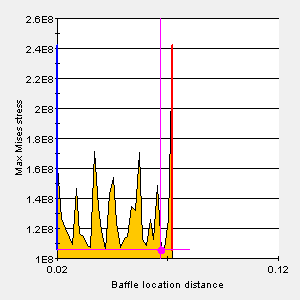 2.6E8
2.4E8
2.2E8
2E8
1.8E8
1.6E8
1.4E8
1.2E8
1E8
Max Mises stress
0.02
0.12
Baffle location distance